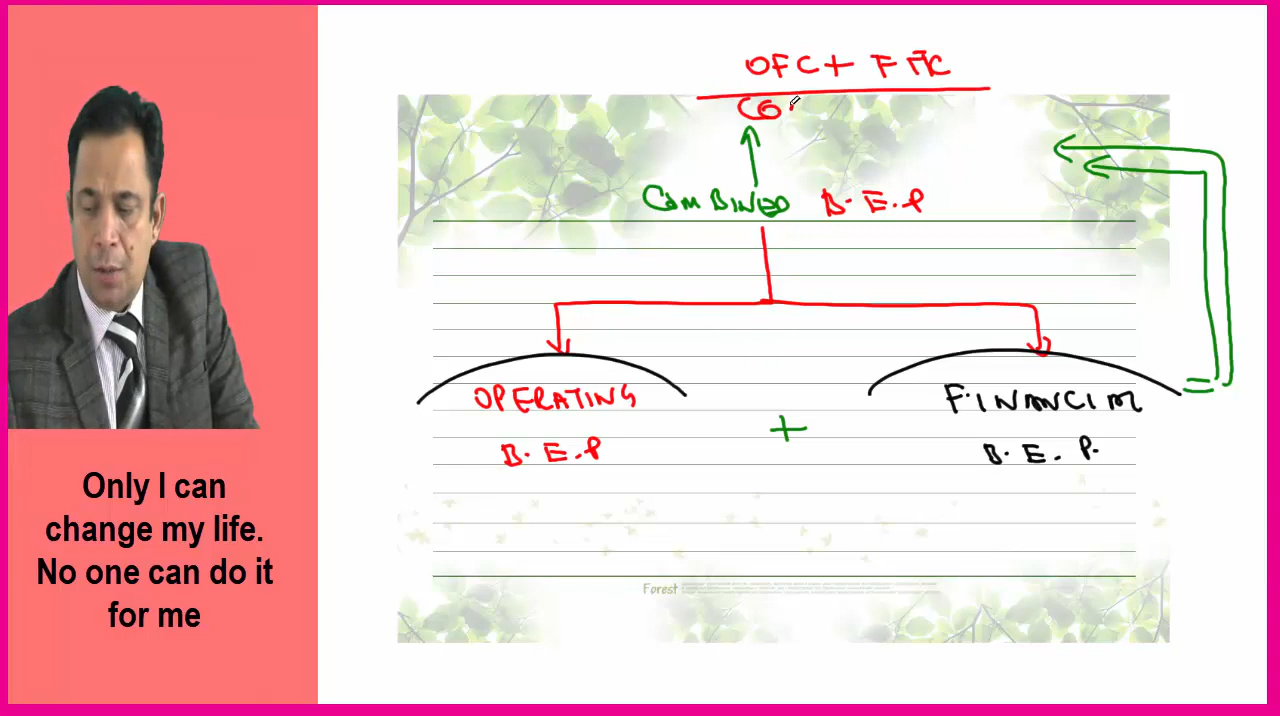 OFC + FFC
CO
COMBINED B.E.P
OPERATING
B.E.P
+
FINANCIAL
B.E.P.
Only I can
change my life.
No one can do it
for me
Forest